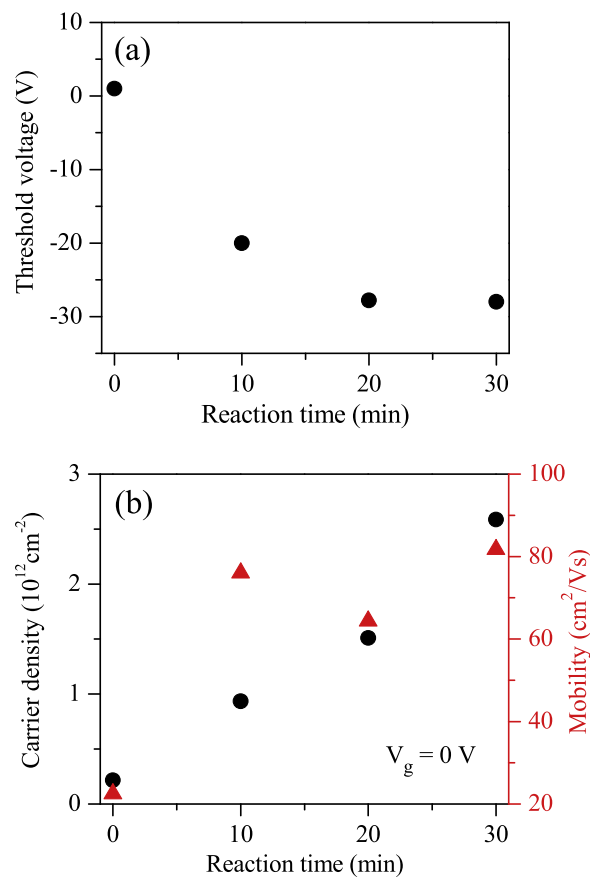 (a)
Threshold voltage (V)
10
0
-10
-20
-30
0 10 20 30
Reaction time (min)
(b)
Carrier density (10¹²cm⁻²)
3
2
1
0
Mobility (cm²/Vs)
100
80
60
40
20
V_g = 0 V
0 10 20 30
Reaction time (min)